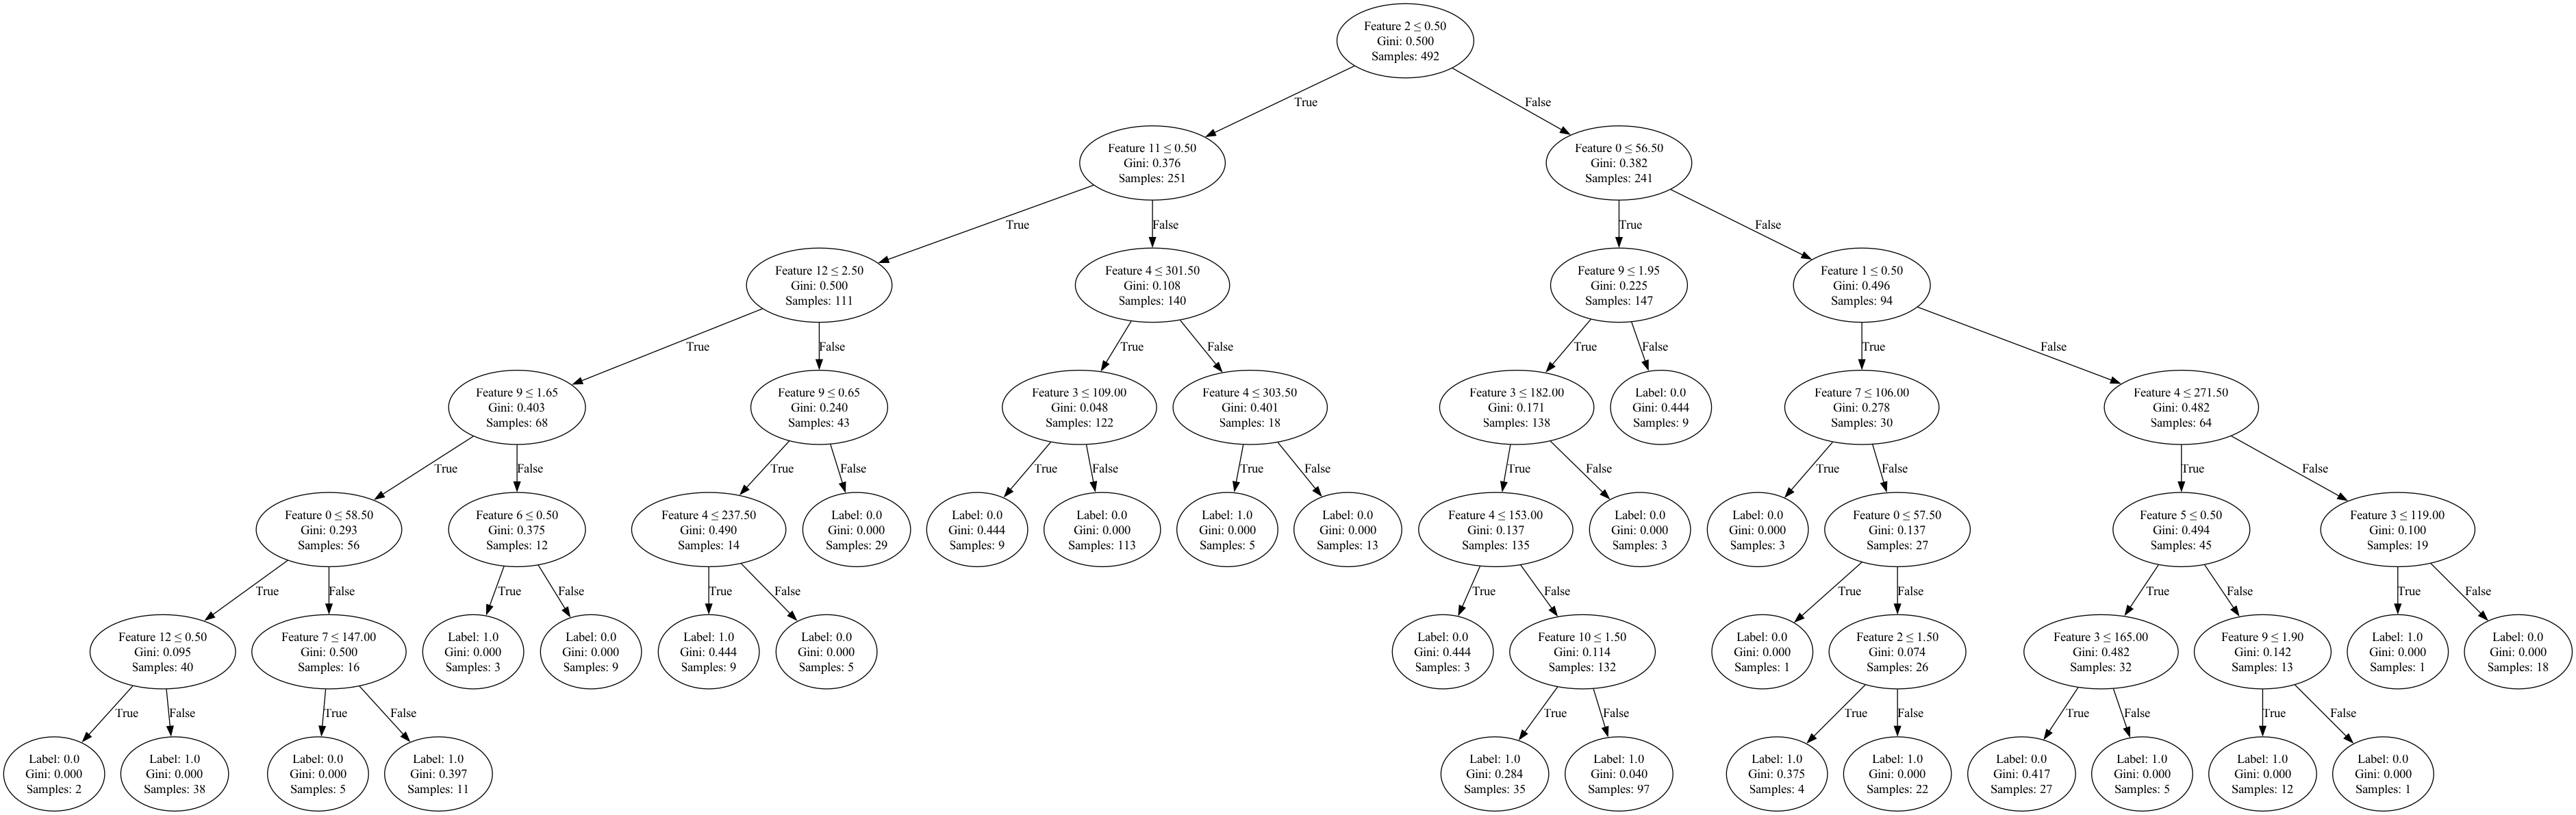 Feature 2 ≤ 0.50
Gini: 0.500
Samples: 492
True
False
Feature 11 ≤ 0.50
Gini: 0.376
Samples: 251
Feature 0 ≤ 56.50
Gini: 0.382
Samples: 241
True
False
True
False
Feature 12 ≤ 2.50
Gini: 0.500
Samples: 111
Feature 4 ≤ 301.50
Gini: 0.108
Samples: 140
Feature 9 ≤ 1.95
Gini: 0.225
Samples: 147
Feature 1 ≤ 0.50
Gini: 0.496
Samples: 94
True
False
True
False
True
False
True
False
Feature 9 ≤ 1.65
Gini: 0.403
Samples: 68
Feature 9 ≤ 0.65
Gini: 0.240
Samples: 43
Feature 3 ≤ 109.00
Gini: 0.048
Samples: 122
Feature 4 ≤ 303.50
Gini: 0.401
Samples: 18
Feature 3 ≤ 182.00
Gini: 0.171
Samples: 138
Label: 0.0
Gini: 0.444
Samples: 9
Feature 7 ≤ 106.00
Gini: 0.278
Samples: 30
Feature 4 ≤ 271.50
Gini: 0.482
Samples: 64
True
False
True
False
True
False
True
False
True
False
True
False
True
False
Feature 0 ≤ 58.50
Gini: 0.293
Samples: 56
Feature 6 ≤ 0.50
Gini: 0.375
Samples: 12
Feature 4 ≤ 237.50
Gini: 0.490
Samples: 14
Label: 0.0
Gini: 0.000
Samples: 29
Label: 0.0
Gini: 0.444
Samples: 9
Label: 0.0
Gini: 0.000
Samples: 113
Label: 1.0
Gini: 0.000
Samples: 5
Label: 0.0
Gini: 0.000
Samples: 13
Feature 4 ≤ 153.00
Gini: 0.137
Samples: 135
Label: 0.0
Gini: 0.000
Samples: 3
Label: 0.0
Gini: 0.000
Samples: 3
Feature 0 ≤ 57.50
Gini: 0.137
Samples: 27
Feature 5 ≤ 0.50
Gini: 0.494
Samples: 45
Feature 3 ≤ 119.00
Gini: 0.100
Samples: 19
True
False
True
False
True
False
True
False
True
False
True
False
True
False
Feature 12 ≤ 0.50
Gini: 0.095
Samples: 40
Feature 7 ≤ 147.00
Gini: 0.500
Samples: 16
Label: 1.0
Gini: 0.000
Samples: 3
Label: 0.0
Gini: 0.000
Samples: 9
Label: 1.0
Gini: 0.444
Samples: 9
Label: 0.0
Gini: 0.000
Samples: 5
Label: 0.0
Gini: 0.444
Samples: 3
Feature 10 ≤ 1.50
Gini: 0.114
Samples: 132
Label: 0.0
Gini: 0.000
Samples: 1
Feature 2 ≤ 1.50
Gini: 0.074
Samples: 26
Feature 3 ≤ 165.00
Gini: 0.482
Samples: 32
Feature 9 ≤ 1.90
Gini: 0.142
Samples: 13
Label: 1.0
Gini: 0.000
Samples: 1
Label: 0.0
Gini: 0.000
Samples: 18
True
False
True
False
True
False
True
False
True
False
True
False
Label: 0.0
Gini: 0.000
Samples: 2
Label: 1.0
Gini: 0.000
Samples: 38
Label: 0.0
Gini: 0.000
Samples: 5
Label: 1.0
Gini: 0.397
Samples: 11
Label: 1.0
Gini: 0.284
Samples: 35
Label: 1.0
Gini: 0.040
Samples: 97
Label: 1.0
Gini: 0.375
Samples: 4
Label: 1.0
Gini: 0.000
Samples: 22
Label: 0.0
Gini: 0.417
Samples: 27
Label: 1.0
Gini: 0.000
Samples: 5
Label: 1.0
Gini: 0.000
Samples: 12
Label: 0.0
Gini: 0.000
Samples: 1